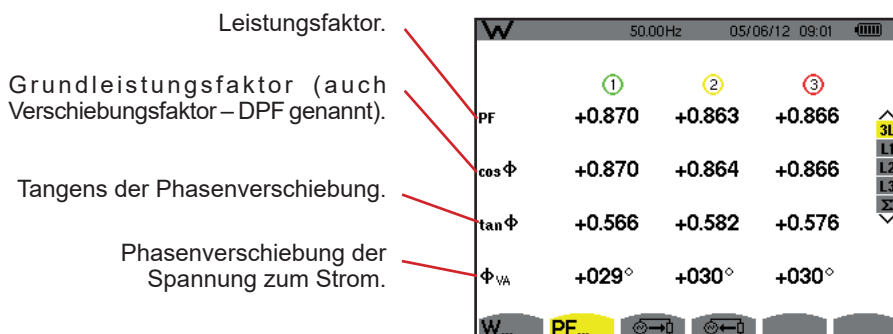 Leistungsfaktor.
Grundleistungsfaktor (auch
Verschiebungsfaktor – DPF genannt).
Tangens der Phasenverschiebung.
Phasenverschiebung der
Spannung zum Strom.
W 50.00Hz 05/06/12 09:01
1 2 3
PF +0.870 +0.863 +0.866
cos Φ +0.870 +0.864 +0.866
tan Φ +0.566 +0.582 +0.576
Φ VA +029° +030° +030°
3L
L1
L2
L3
Σ
W... PF...